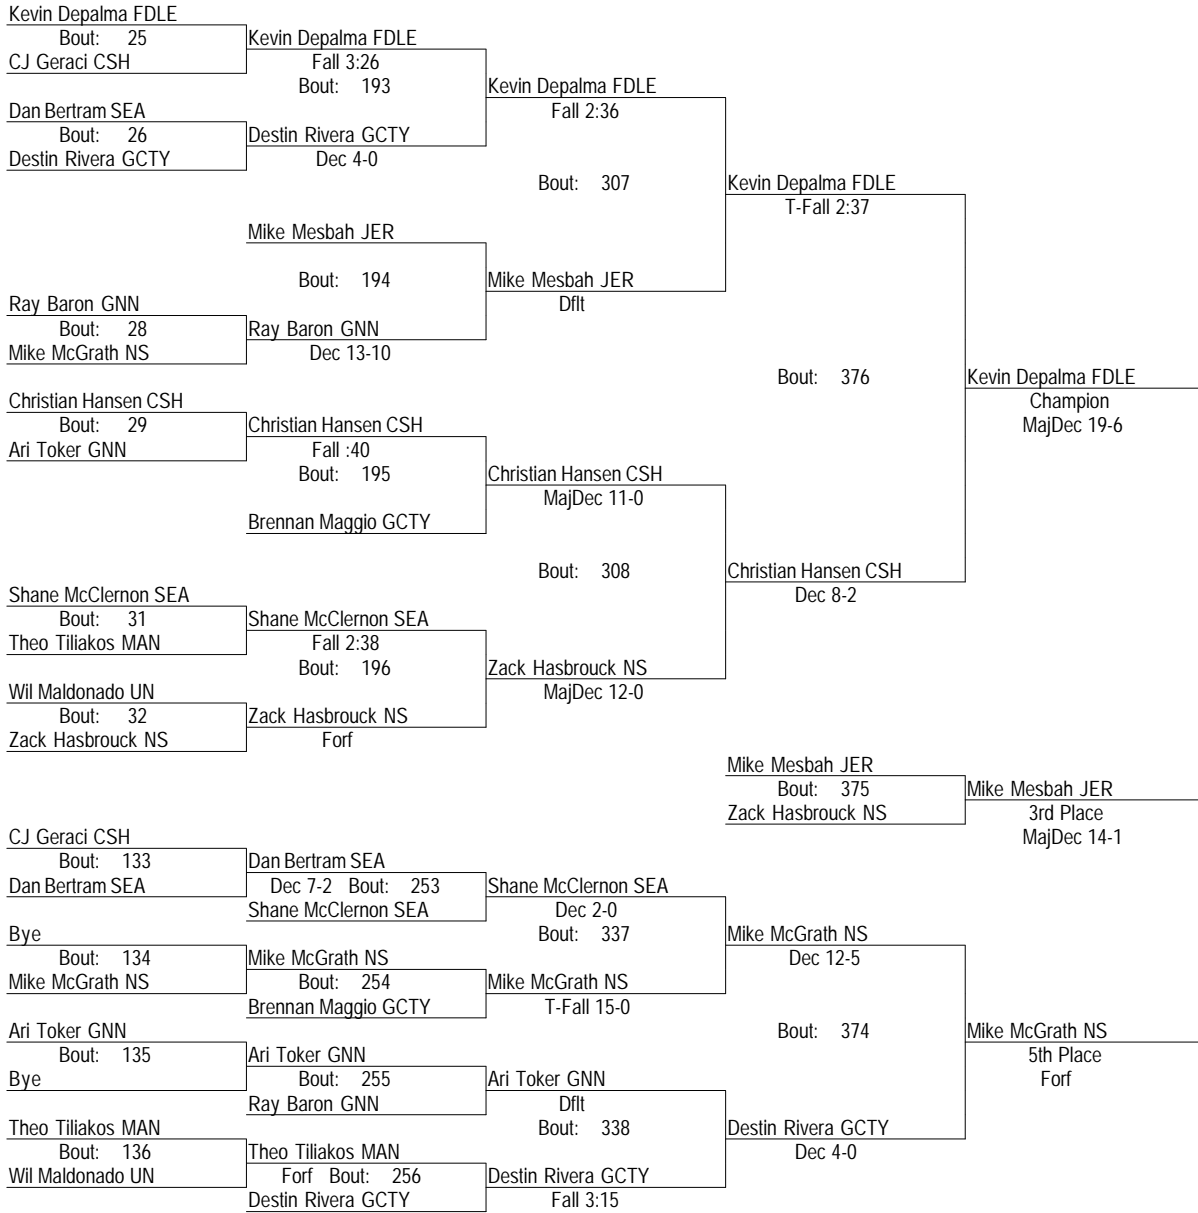 Kevin Depalma FDLE
Bout: 25
CJ Geraci CSH
Dan Bertram SEA
Bout: 26
Destin Rivera GCTY
Ray Baron GNN
Bout: 28
Mike McGrath NS
Christian Hansen CSH
Bout: 29
Ari Toker GNN
Shane McClernon SEA
Bout: 31
Theo Tiliakos MAN
Wil Maldonado UN
Bout: 32
Zack Hasbrouck NS
Kevin Depalma FDLE
Fall 3:26
Bout: 193
Destin Rivera GCTY
Dec 4-0
Mike Mesbah JER
Bout: 194
Ray Baron GNN
Dec 13-10
Christian Hansen CSH
Fall :40
Bout: 195
Brennan Maggio GCTY
Shane McClernon SEA
Fall 2:38
Bout: 196
Zack Hasbrouck NS
Forf
Kevin Depalma FDLE
Fall 2:36
Bout: 307
Mike Mesbah JER
Dflt
Christian Hansen CSH
MajDec 11-0
Bout: 308
Zack Hasbrouck NS
MajDec 12-0
Kevin Depalma FDLE
T-Fall 2:37
Bout: 376
Christian Hansen CSH
Dec 8-2
Kevin Depalma FDLE
Champion
MajDec 19-6
Mike Mesbah JER
Bout: 375
Zack Hasbrouck NS
Mike Mesbah JER
3rd Place
MajDec 14-1
CJ Geraci CSH
Bout: 133
Dan Bertram SEA
Bye
Bout: 134
Mike McGrath NS
Ari Toker GNN
Bout: 135
Bye
Theo Tiliakos MAN
Bout: 136
Wil Maldonado UN
Dan Bertram SEA
Dec 7-2 Bout: 253
Shane McClernon SEA
Mike McGrath NS
Bout: 254
Brennan Maggio GCTY
Ari Toker GNN
Bout: 255
Ray Baron GNN
Theo Tiliakos MAN
Forf Bout: 256
Destin Rivera GCTY
Shane McClernon SEA
Dec 2-0
Bout: 337
Mike McGrath NS
T-Fall 15-0
Ari Toker GNN
Dflt
Bout: 338
Destin Rivera GCTY
Fall 3:15
Mike McGrath NS
Dec 12-5
Bout: 374
Destin Rivera GCTY
Dec 4-0
Mike McGrath NS
5th Place
Forf